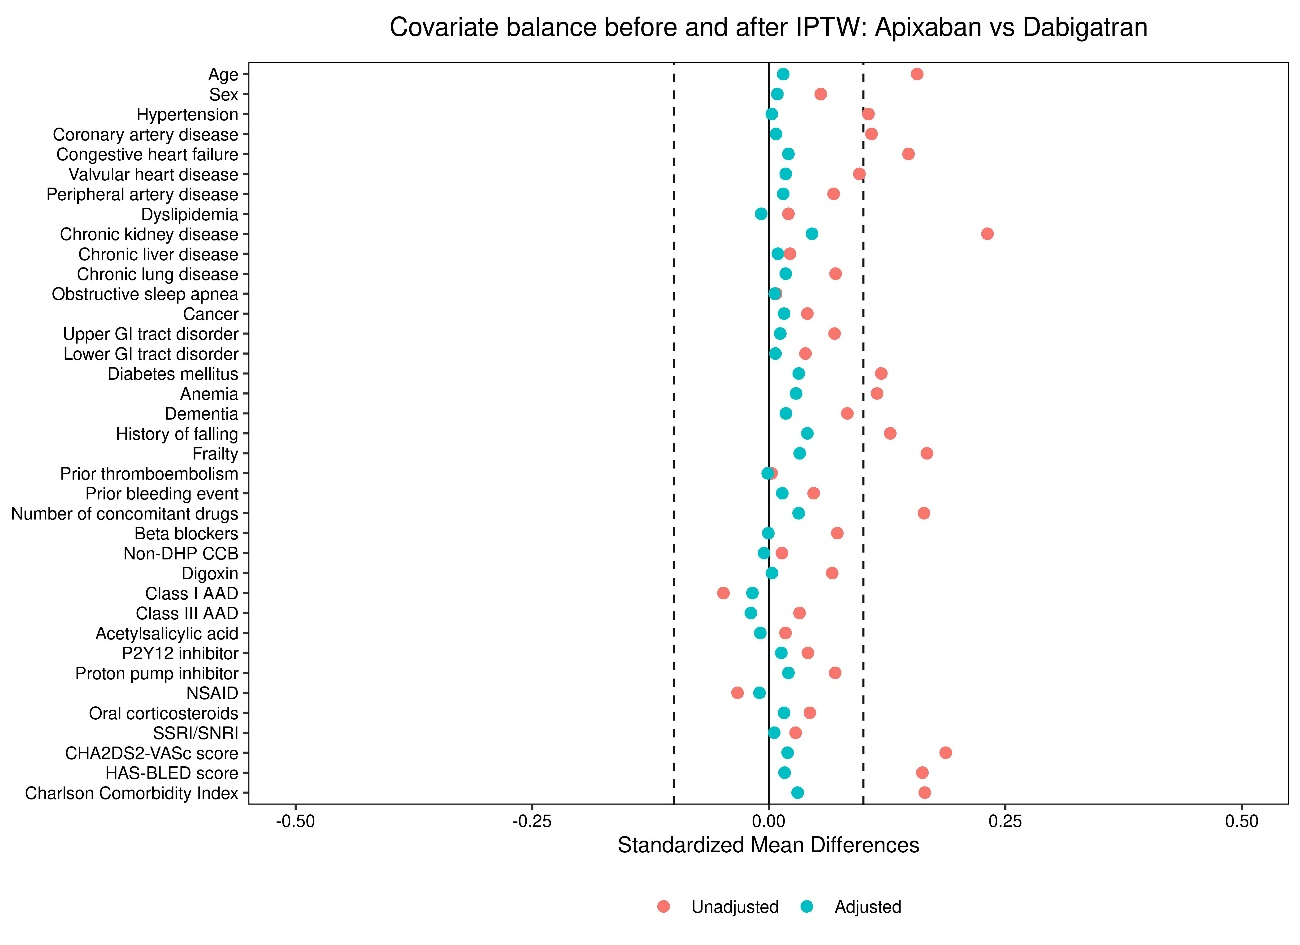 Covariate balance before and after IPTW: Apixaban vs Dabigatran
Age
Sex
Hypertension
Coronary artery disease
Congestive heart failure
Valvular heart disease
Peripheral artery disease
Dyslipidemia
Chronic kidney disease
Chronic liver disease
Chronic lung disease
Obstructive sleep apnea
Cancer
Upper GI tract disorder
Lower GI tract disorder
Diabetes mellitus
Anemia
Dementia
History of falling
Frailty
Prior thromboembolism
Prior bleeding event
Number of concomitant drugs
Beta blockers
Non-DHP CCB
Digoxin
Class I AAD
Class III AAD
Acetylsalicylic acid
P2Y12 inhibitor
Proton pump inhibitor
NSAID
Oral corticosteroids
SSRI/SNRI
CHA2DS2-VASc score
HAS-BLED score
Charlson Comorbidity Index
-0.50 -0.25 0.00 0.25 0.50
Standardized Mean Differences
Unadjusted Adjusted